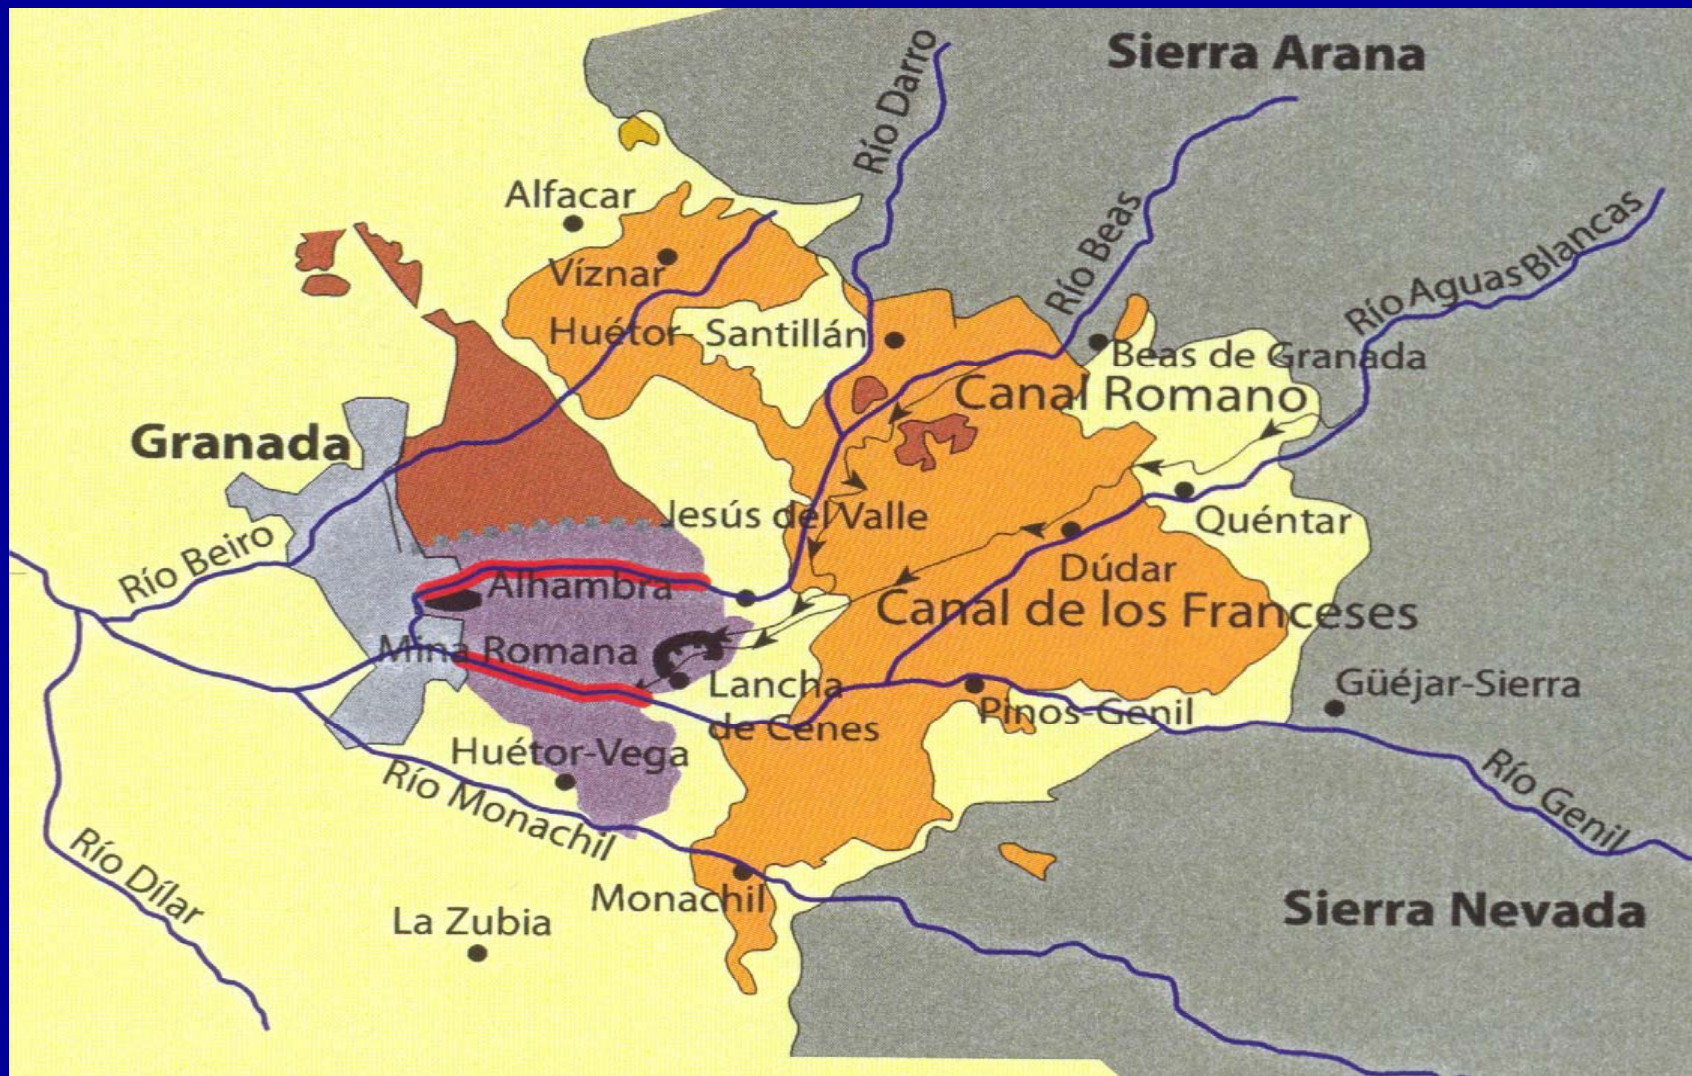 Sierra Arana
Río Darro
Río Beas
Río Aguas Blancas
Alfacar
Víznar
Huétor- Santillán
Beas de Granada
Canal Romano
Granada
Jesús del Valle
Quéntar
Río Beiro
Alhambra
Dúdar
Canal de los Franceses
Mina Romana
Lancha
de Cenes
Pinos-Genil
Güéjar-Sierra
Huétor-Vega
Río Monachil
Río Genil
Río Dílar
Monachil
La Zubia
Sierra Nevada